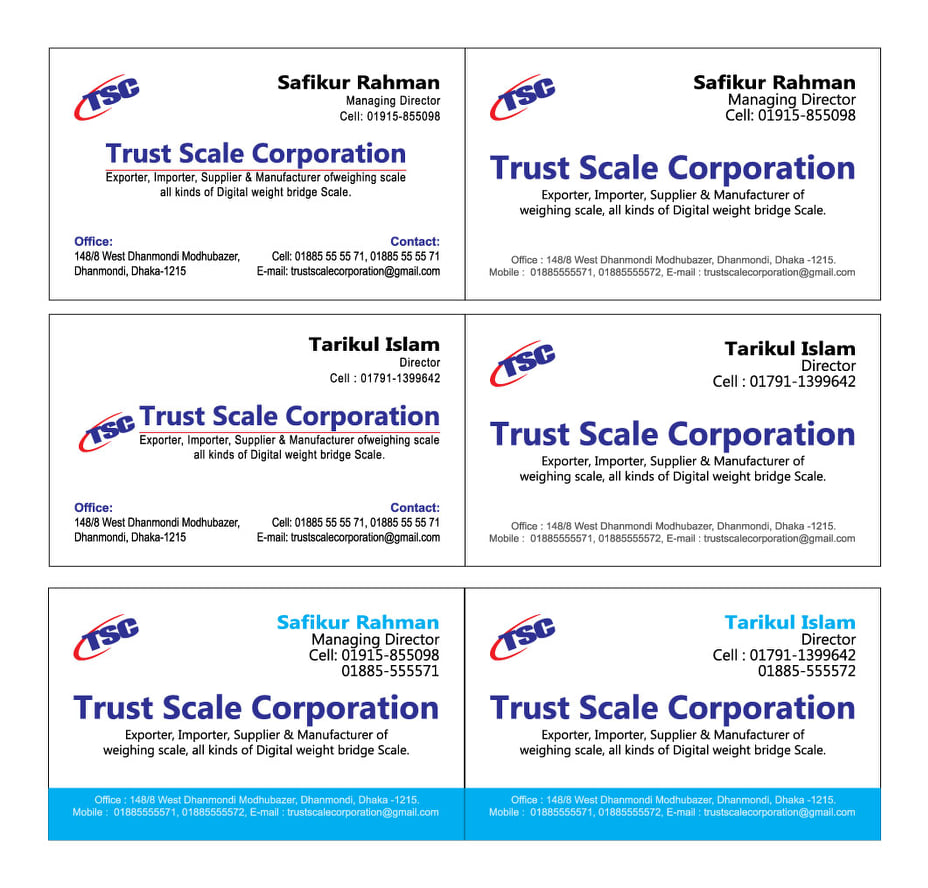 TSC
Safikur Rahman
Managing Director
Cell: 01915-855098
Trust Scale Corporation
Exporter, Importer, Supplier & Manufacturer ofweighing scale
all kinds of Digital weight bridge Scale.
Office:
148/8 West Dhanmondi Modhubazer,
Dhanmondi, Dhaka-1215
Contact:
Cell: 01885 55 55 71, 01885 55 55 71
E-mail: trustscalecorporation@gmail.com
TSC
Safikur Rahman
Managing Director
Cell: 01915-855098
Trust Scale Corporation
Exporter, Importer, Supplier & Manufacturer of
weighing scale, all kinds of Digital weight bridge Scale.
Office : 148/8 West Dhanmondi Modhubazer, Dhanmondi, Dhaka -1215.
Mobile : 01885555571, 01885555572, E-mail : trustscalecorporation@gmail.com
Tarikul Islam
Director
Cell : 01791-1399642
TSC
Trust Scale Corporation
Exporter, Importer, Supplier & Manufacturer ofweighing scale
all kinds of Digital weight bridge Scale.
Office:
148/8 West Dhanmondi Modhubazer,
Dhanmondi, Dhaka-1215
Contact:
Cell: 01885 55 55 71, 01885 55 55 71
E-mail: trustscalecorporation@gmail.com
TSC
Tarikul Islam
Director
Cell : 01791-1399642
Trust Scale Corporation
Exporter, Importer, Supplier & Manufacturer of
weighing scale, all kinds of Digital weight bridge Scale.
Office : 148/8 West Dhanmondi Modhubazer, Dhanmondi, Dhaka -1215.
Mobile : 01885555571, 01885555572, E-mail : trustscalecorporation@gmail.com
TSC
Safikur Rahman
Managing Director
Cell: 01915-855098
01885-555571
Trust Scale Corporation
Exporter, Importer, Supplier & Manufacturer of
weighing scale, all kinds of Digital weight bridge Scale.
Office : 148/8 West Dhanmondi Modhubazer, Dhanmondi, Dhaka -1215.
Mobile : 01885555571, 01885555572, E-mail : trustscalecorporation@gmail.com
TSC
Tarikul Islam
Director
Cell : 01791-1399642
01885-555572
Trust Scale Corporation
Exporter, Importer, Supplier & Manufacturer of
weighing scale, all kinds of Digital weight bridge Scale.
Office : 148/8 West Dhanmondi Modhubazer, Dhanmondi, Dhaka -1215.
Mobile : 01885555571, 01885555572, E-mail : trustscalecorporation@gmail.com